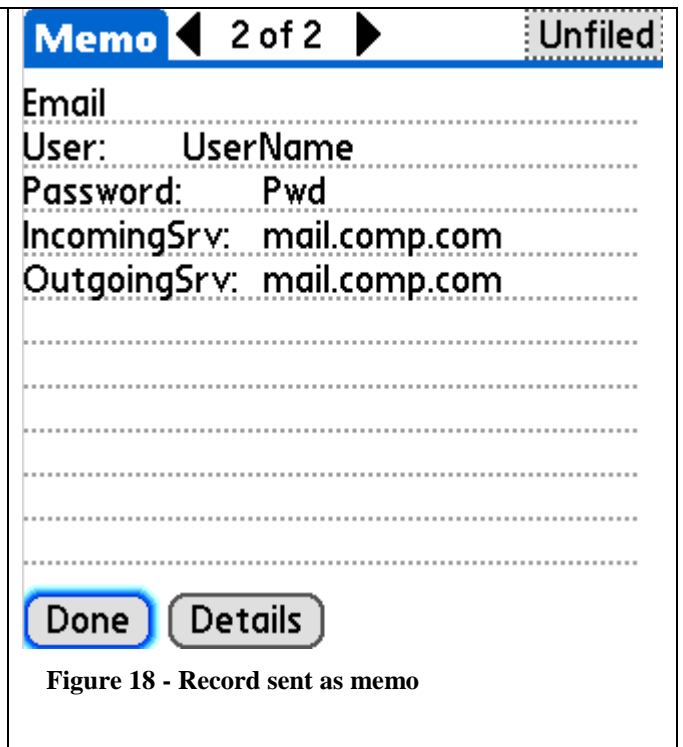 Memo 2 of 2 Unfiled
Email
User: UserName
Password: Pwd
IncomingSrv: mail.comp.com
OutgoingSrv: mail.comp.com
Done Details
Figure 18 - Record sent as memo